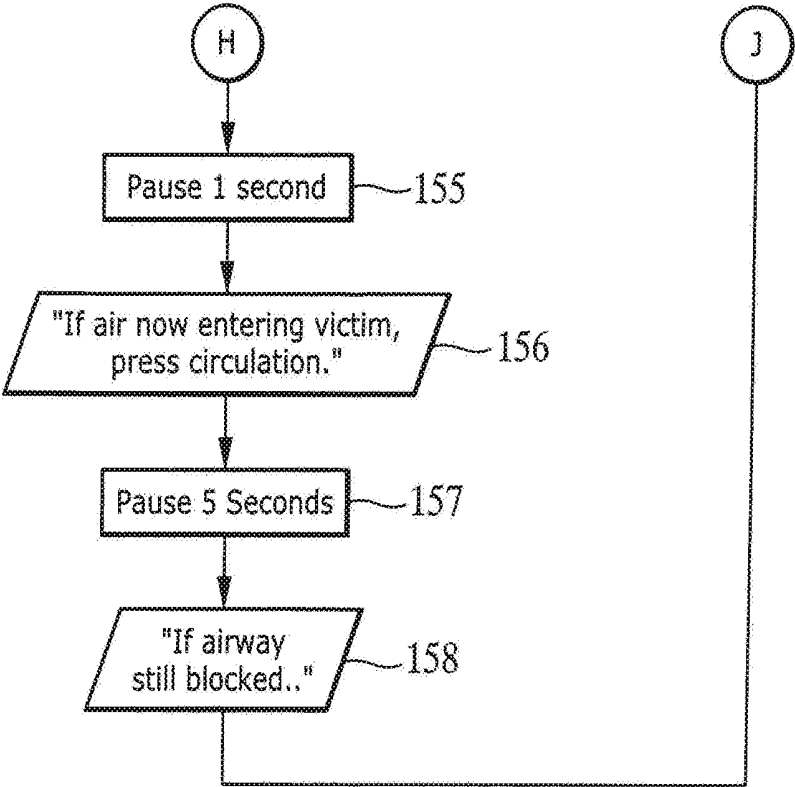 H
J
Pause 1 second
155
"If air now entering victim,
press circulation."
156
Pause 5 Seconds
157
"If airway
still blocked.."
158